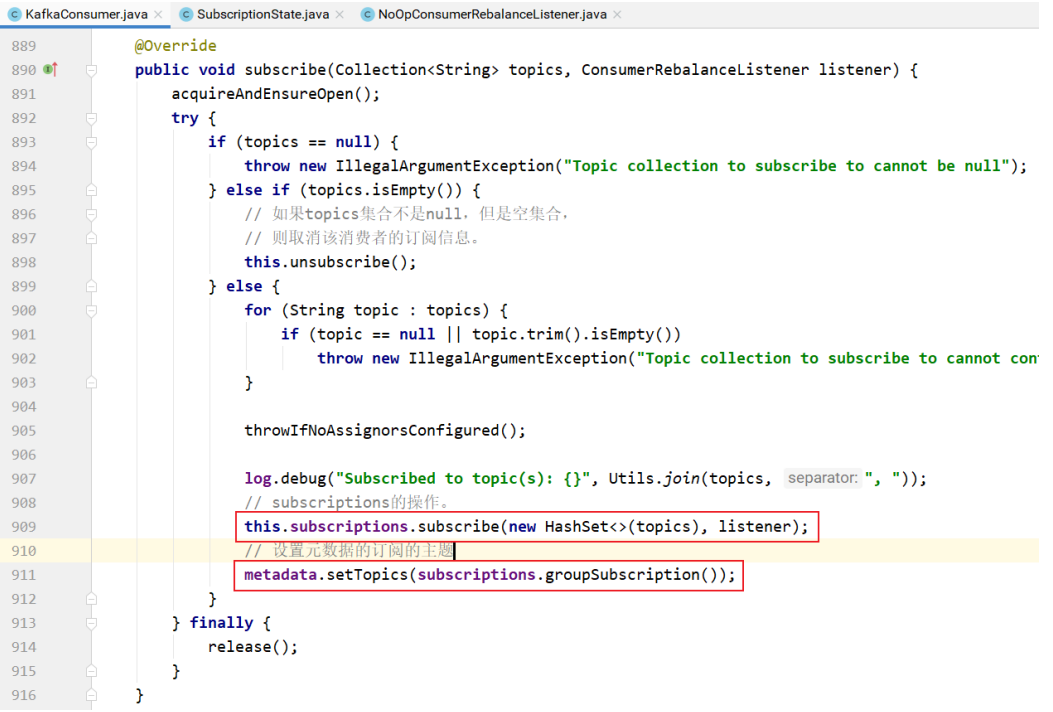 KafkaConsumer.java × SubscriptionState.java × NoOpConsumerRebalanceListener.java ×
889 @Override
890 public void subscribe(Collection<String> topics, ConsumerRebalanceListener listener) {
891 acquireAndEnsureOpen();
892 try {
893 if (topics == null) {
894 throw new IllegalArgumentException("Topic collection to subscribe to cannot be null");
895 } else if (topics.isEmpty()) {
896 // 如果topics集合不是null，但是空集合，
897 // 则取消该消费者的订阅信息。
898 this.unsubscribe();
899 } else {
900 for (String topic : topics) {
901 if (topic == null || topic.trim().isEmpty())
902 throw new IllegalArgumentException("Topic collection to subscribe to cannot con
903 }
904
905 throwIfNoAssignorsConfigured();
906
907 log.debug("Subscribed to topic(s): {}", Utils.join(topics, separator: ", "));
908 // subscriptions的操作。
909 this.subscriptions.subscribe(new HashSet<>(topics), listener);
910 // 设置元数据的订阅的主题
911 metadata.setTopics(subscriptions.groupSubscription());
912 }
913 } finally {
914 release();
915 }
916 }